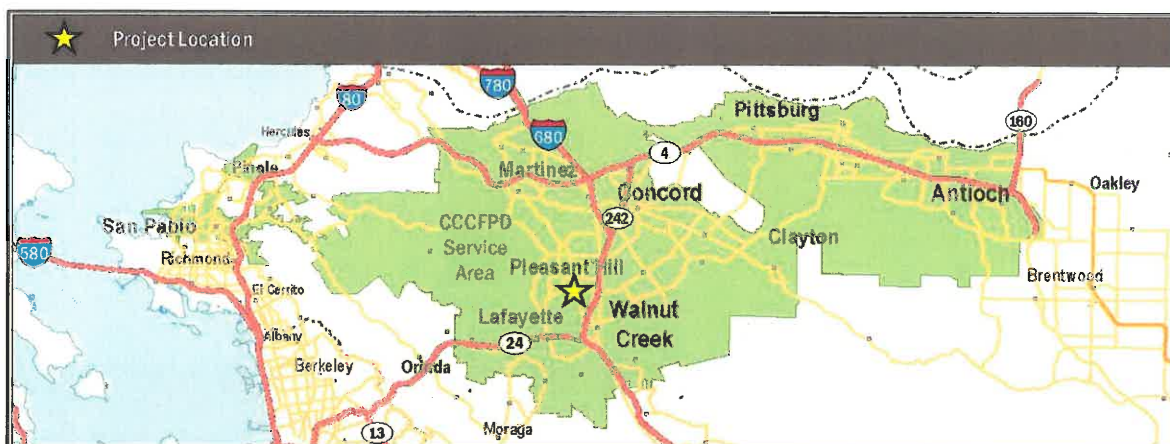 Project Location
780
80
160
Pittsburg
Hercules
680
4
Pinole
Martinez
Antioch
Oakley
Concord
San Pablo
242
CCCFPD
Service
Area
Clayton
580
Richmond
Pleasant Hill
Brentwood
El Cerrito
Lafayette
Walnut
Creek
Albany
24
Berkeley
Orinda
13
Moraga